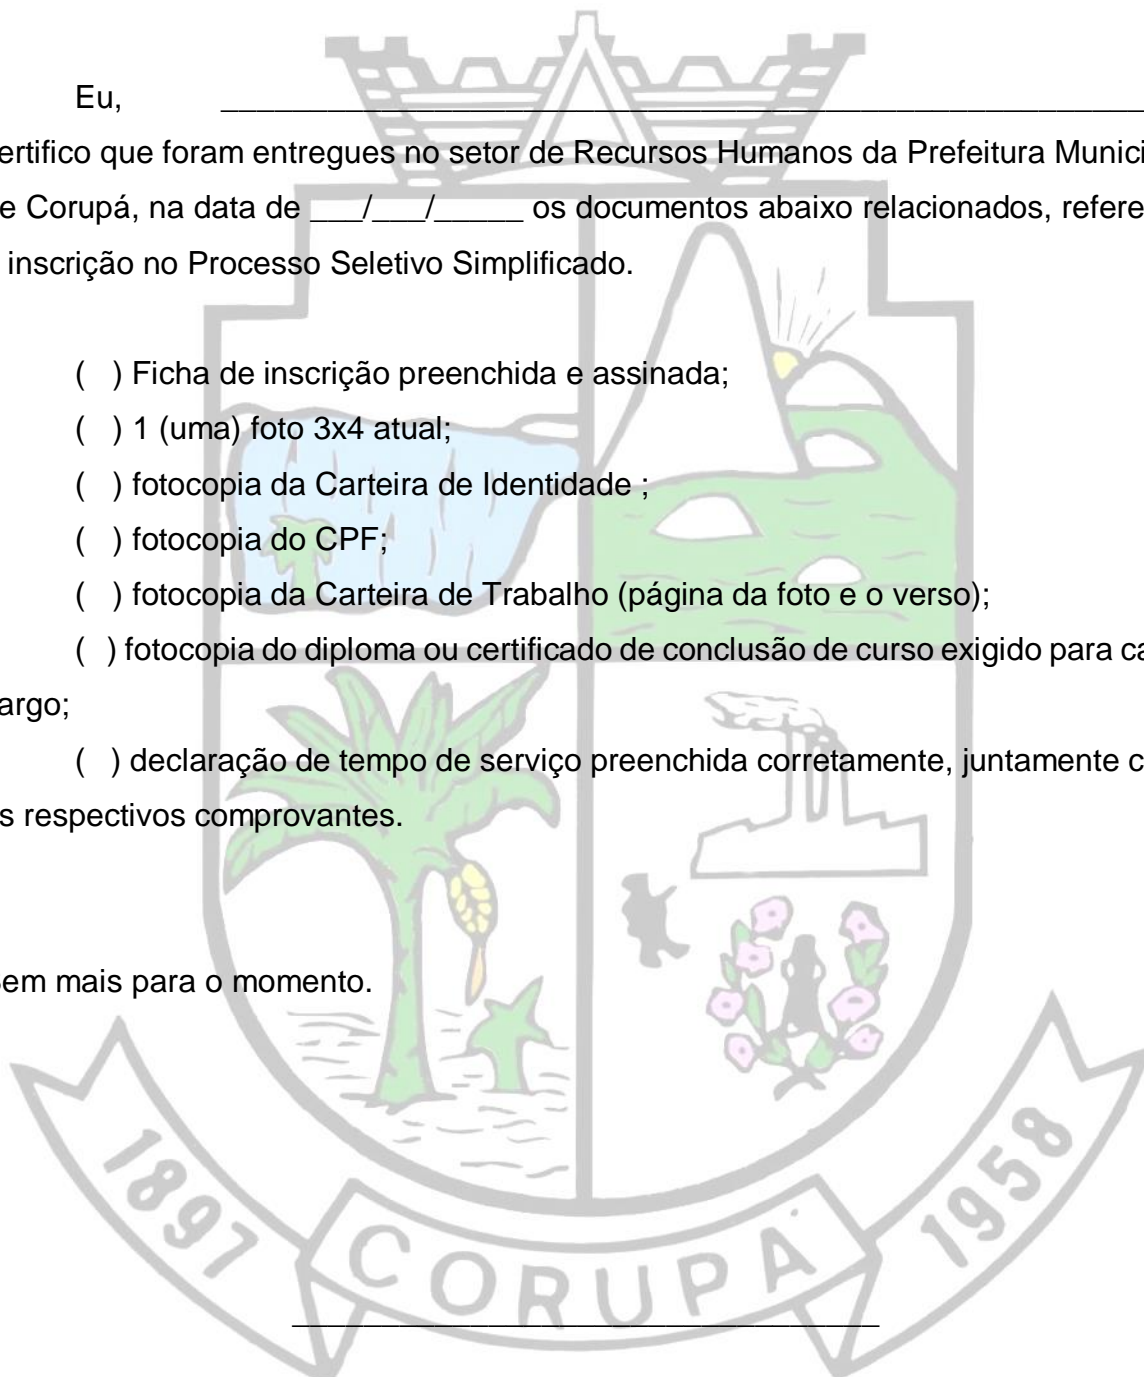 Eu, ____________________________________________________
ertifico que foram entregues no setor de Recursos Humanos da Prefeitura Munici
e Corupá, na data de ___/___/_____ os documentos abaixo relacionados, refere
inscrição no Processo Seletivo Simplificado.
( ) Ficha de inscrição preenchida e assinada;
( ) 1 (uma) foto 3x4 atual;
( ) fotocopia da Carteira de Identidade ;
( ) fotocopia do CPF;
( ) fotocopia da Carteira de Trabalho (página da foto e o verso);
( ) fotocopia do diploma ou certificado de conclusão de curso exigido para ca
argo;
( ) declaração de tempo de serviço preenchida corretamente, juntamente c
s respectivos comprovantes.
Sem mais para o momento.
1897 CORUPÁ 1958
_________________________________